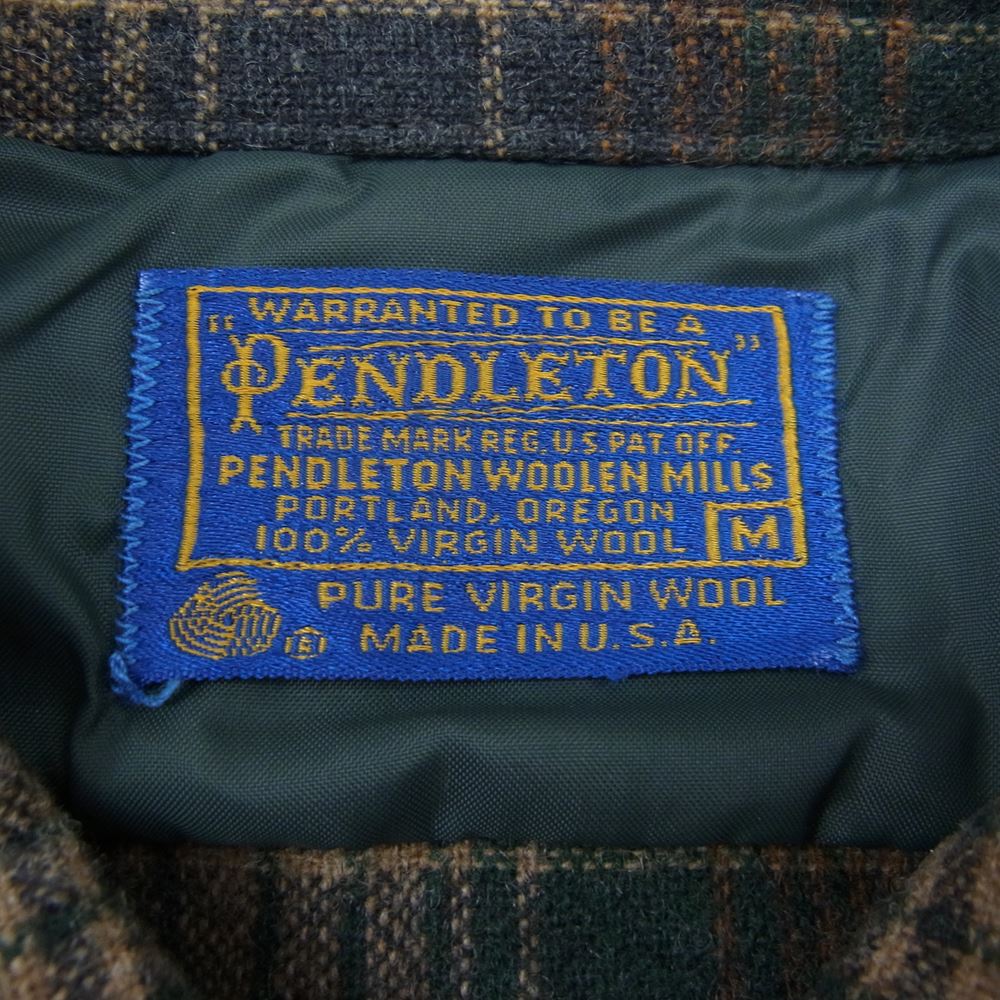 WARRANTED TO BE A
"PENDLETON"
TRADE MARK REG. U.S. PAT. OFF.
PENDLETON WOOLEN MILLS
PORTLAND, OREGON
100% VIRGIN WOOL M
PURE VIRGIN WOOL
MADE IN U.S.A.